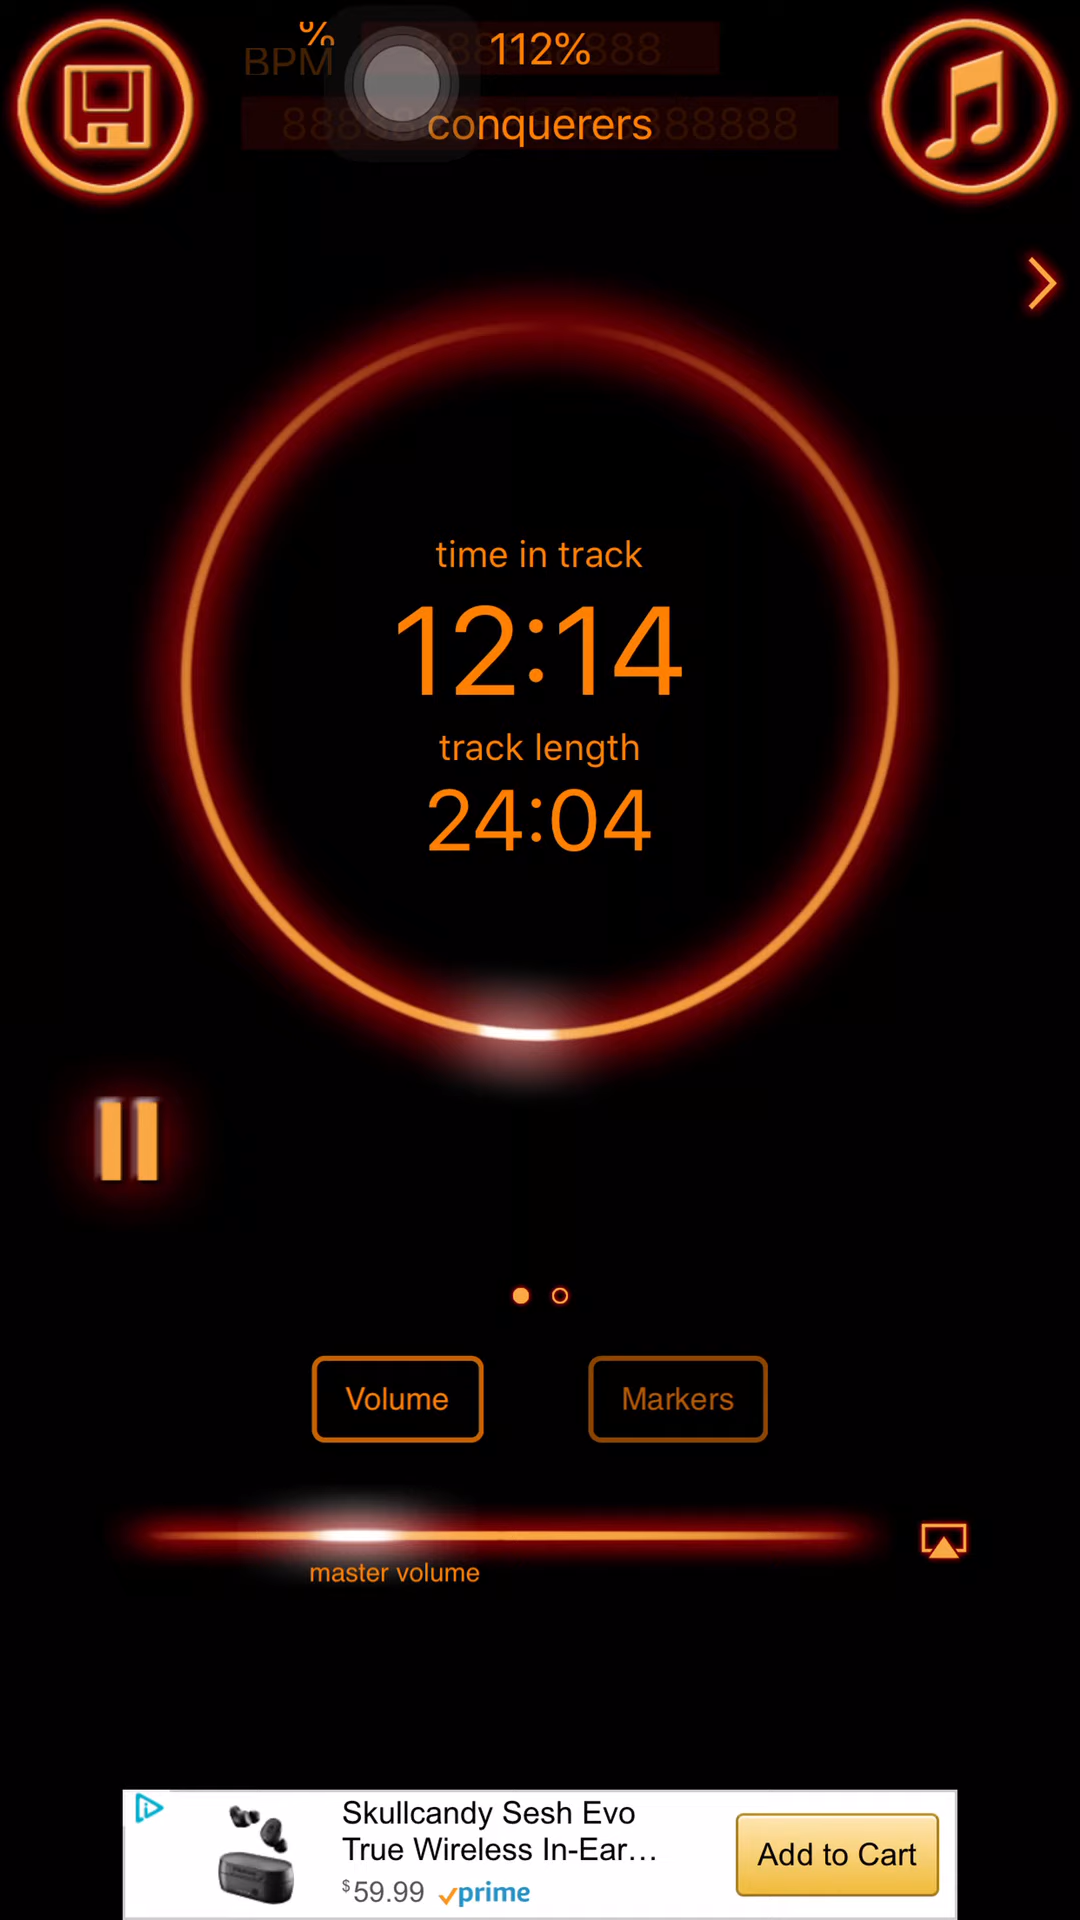 %
BPM
112%
conquerers
time in track
12:14
track length
24:04
Volume
Markers
master volume
Skullcandy Sesh Evo
True Wireless In-Ear...
$59.99 prime
Add to Cart